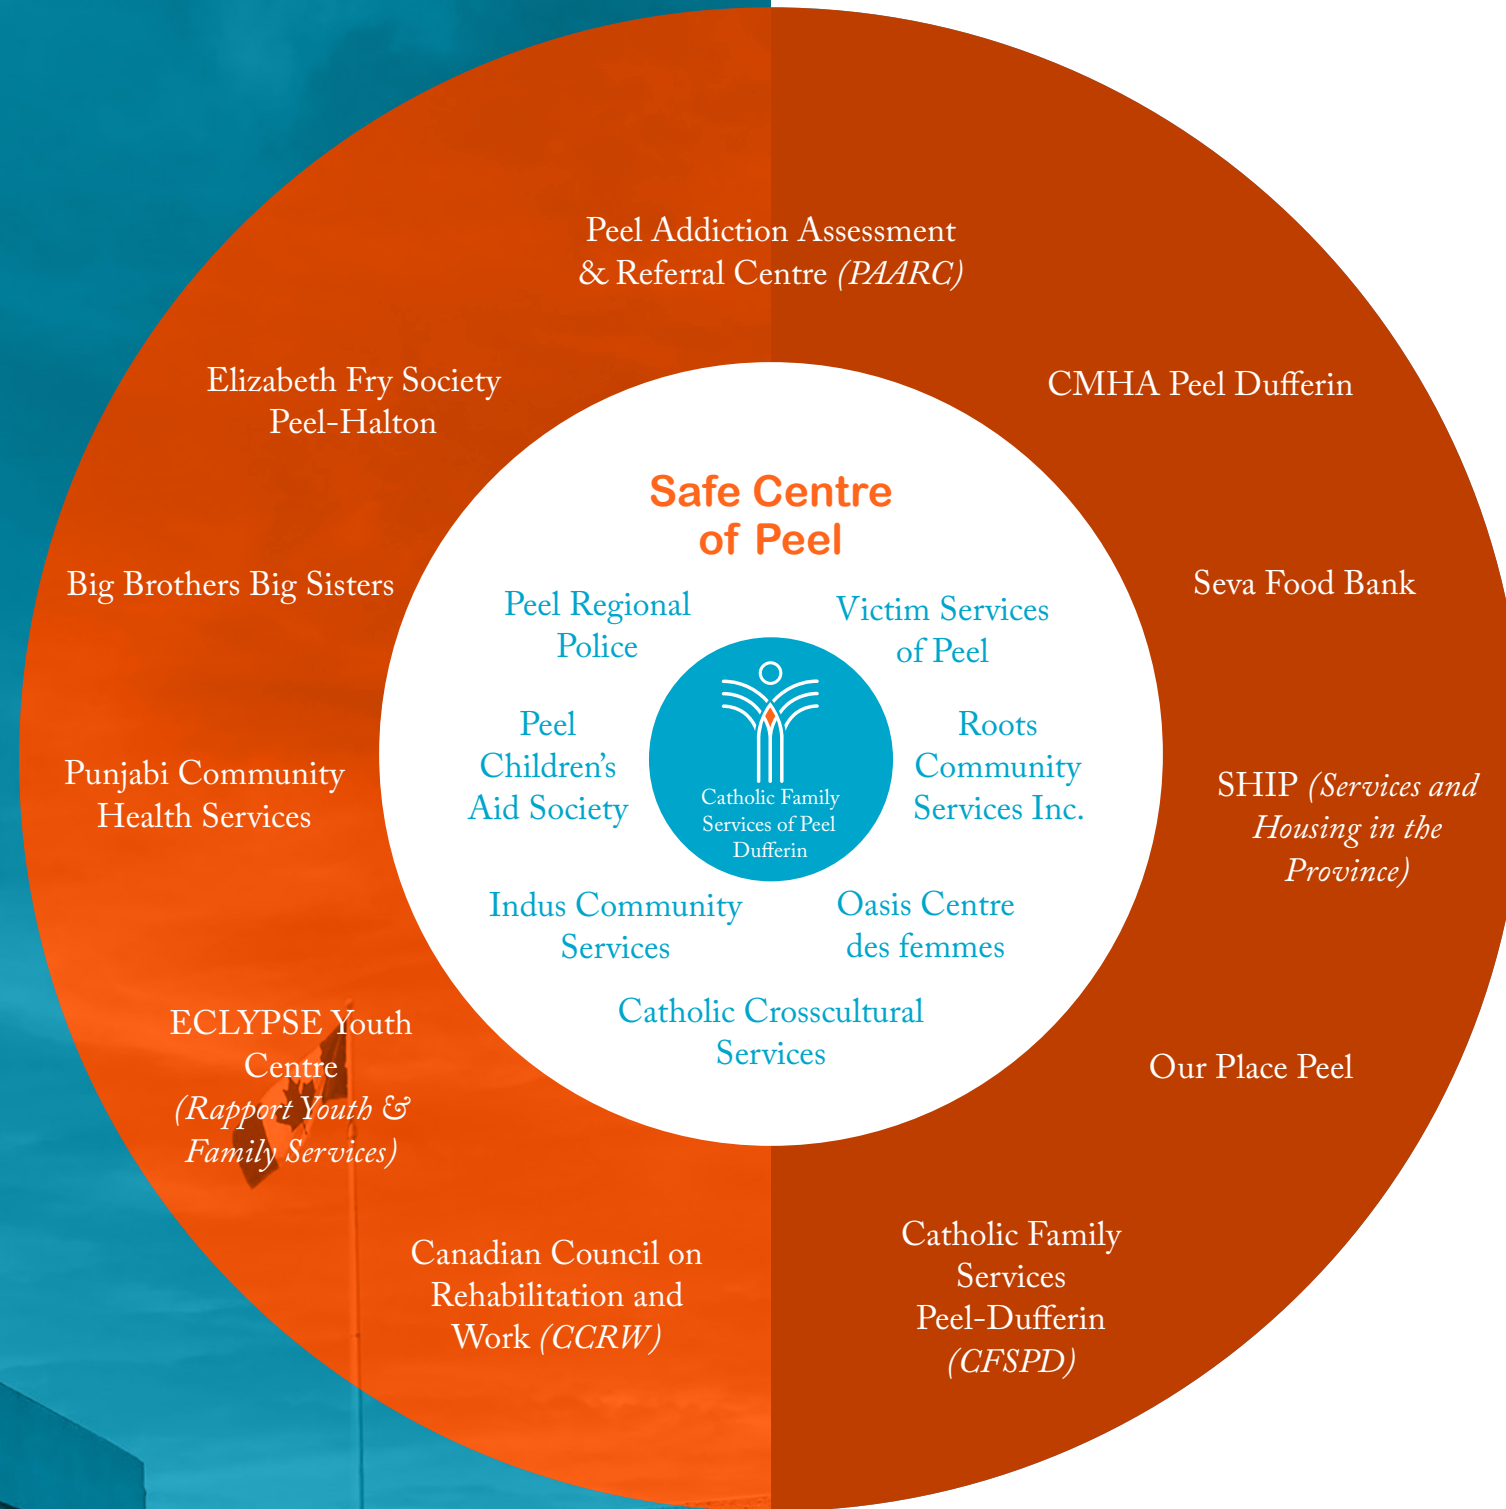 Peel Addiction Assessment
& Referral Centre (PAARC)
Elizabeth Fry Society
Peel-Halton
CMHA Peel Dufferin
Big Brothers Big Sisters
Seva Food Bank
Punjabi Community
Health Services
SHIP (Services and
Housing in the
Province)
ECLYPSE Youth
Centre
(Rapport Youth &
Family Services)
Our Place Peel
Canadian Council on
Rehabilitation and
Work (CCRW)
Catholic Family
Services
Peel-Dufferin
(CFSPD)
Safe Centre
of Peel
Peel Regional
Police
Victim Services
of Peel
Peel
Children’s
Aid Society
Roots
Community
Services Inc.
Catholic Family
Services of Peel
Dufferin
Indus Community
Services
Oasis Centre
des femmes
Catholic Crosscultural
Services